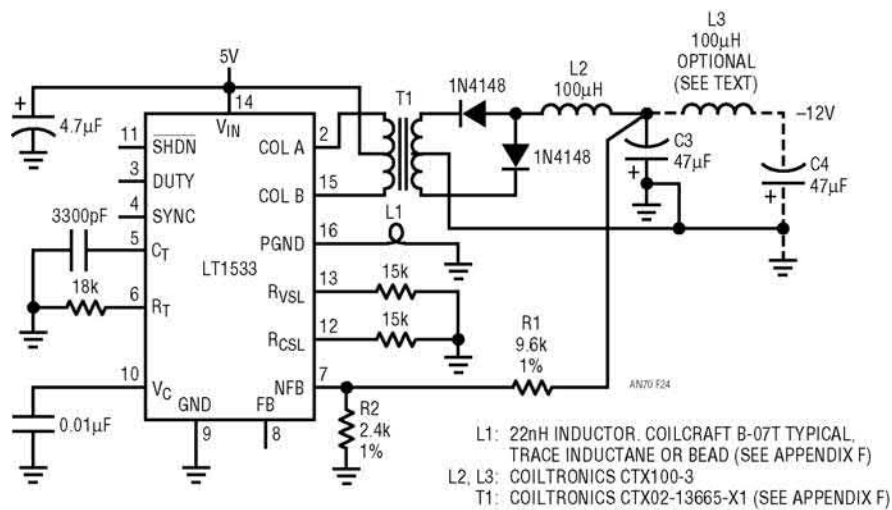 5V
14
VIN
4.7µF
+
11
SHDN
3
DUTY
4
SYNC
3300pF
5
CT
18k
6
RT
10
VC
0.01µF
GND
9
FB
8
LT1533
COL A
2
COL B
15
PGND
16
RVSL
13
RCSL
12
NFB
7
T1
L1
15k
15k
1N4148
1N4148
L2
100µH
L3
100µH
OPTIONAL
(SEE TEXT)
–12V
C3
47µF
+
C4
47µF
+
R1
9.6k
1%
R2
2.4k
1%
AN70 F24
L1: 22nH INDUCTOR. COILCRAFT B-07T TYPICAL,
TRACE INDUCTANE OR BEAD (SEE APPENDIX F)
L2, L3: COILTRONICS CTX100-3
T1: COILTRONICS CTX02-13665-X1 (SEE APPENDIX F)